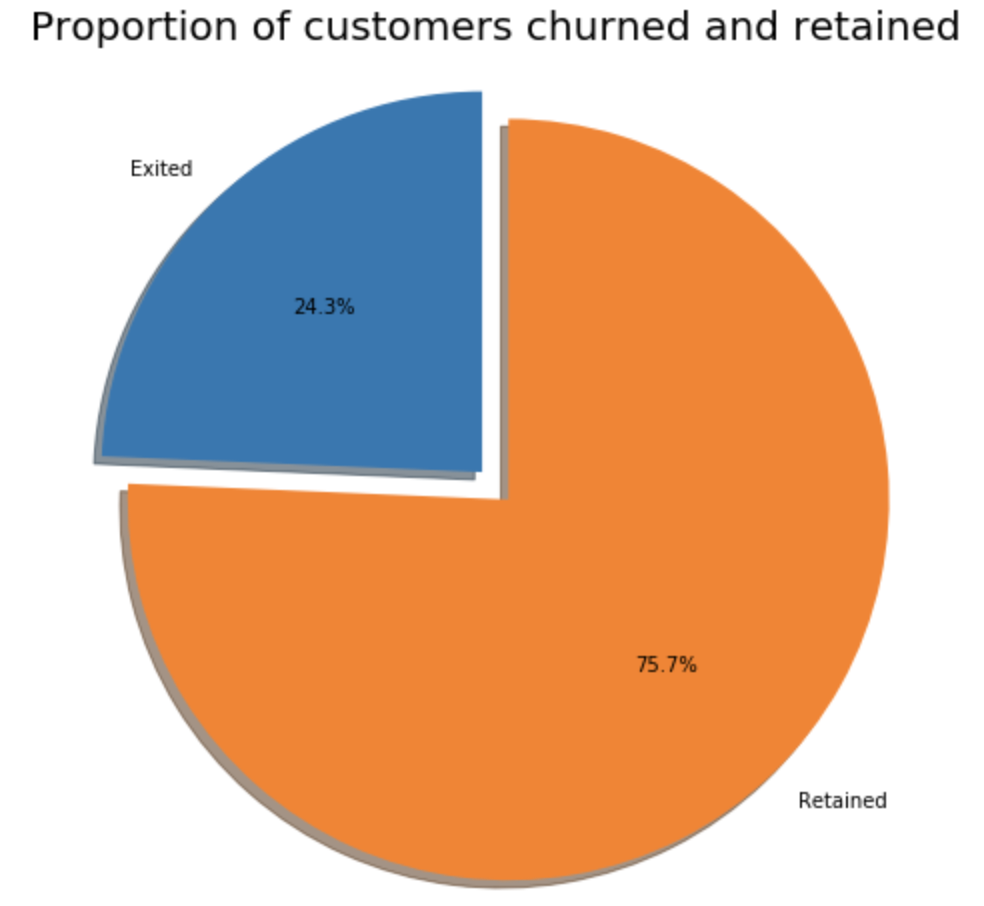 Proportion of customers churned and retained
Exited
24.3%
75.7%
Retained